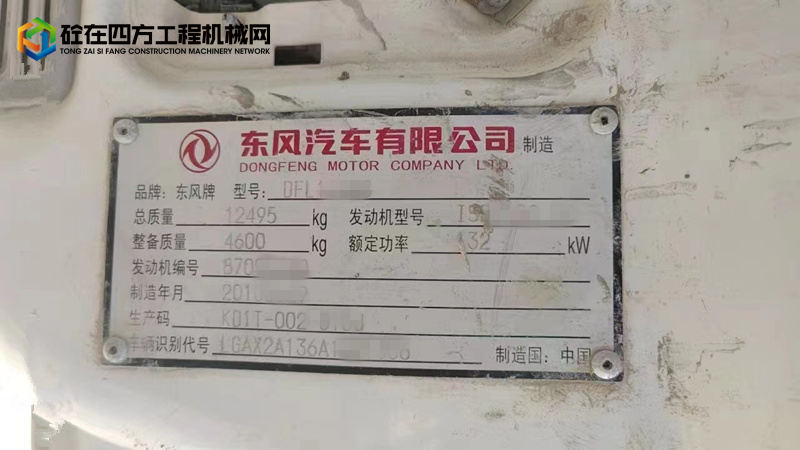 砼在四方工程机械网
TONG ZAI SI FANG CONSTRUCTION MACHINERY NETWORK
东风汽车有限公司 制造
DONGFENG MOTOR COMPANY LTD.
品牌: 东风牌 型号: DFL
总质量 12495 kg 发动机型号
整备质量 4600 kg 额定功率 132 kW
发动机编号
制造年月
生产码 KD1T-002
车辆识别代号 LGAX2A136A 制造国: 中国